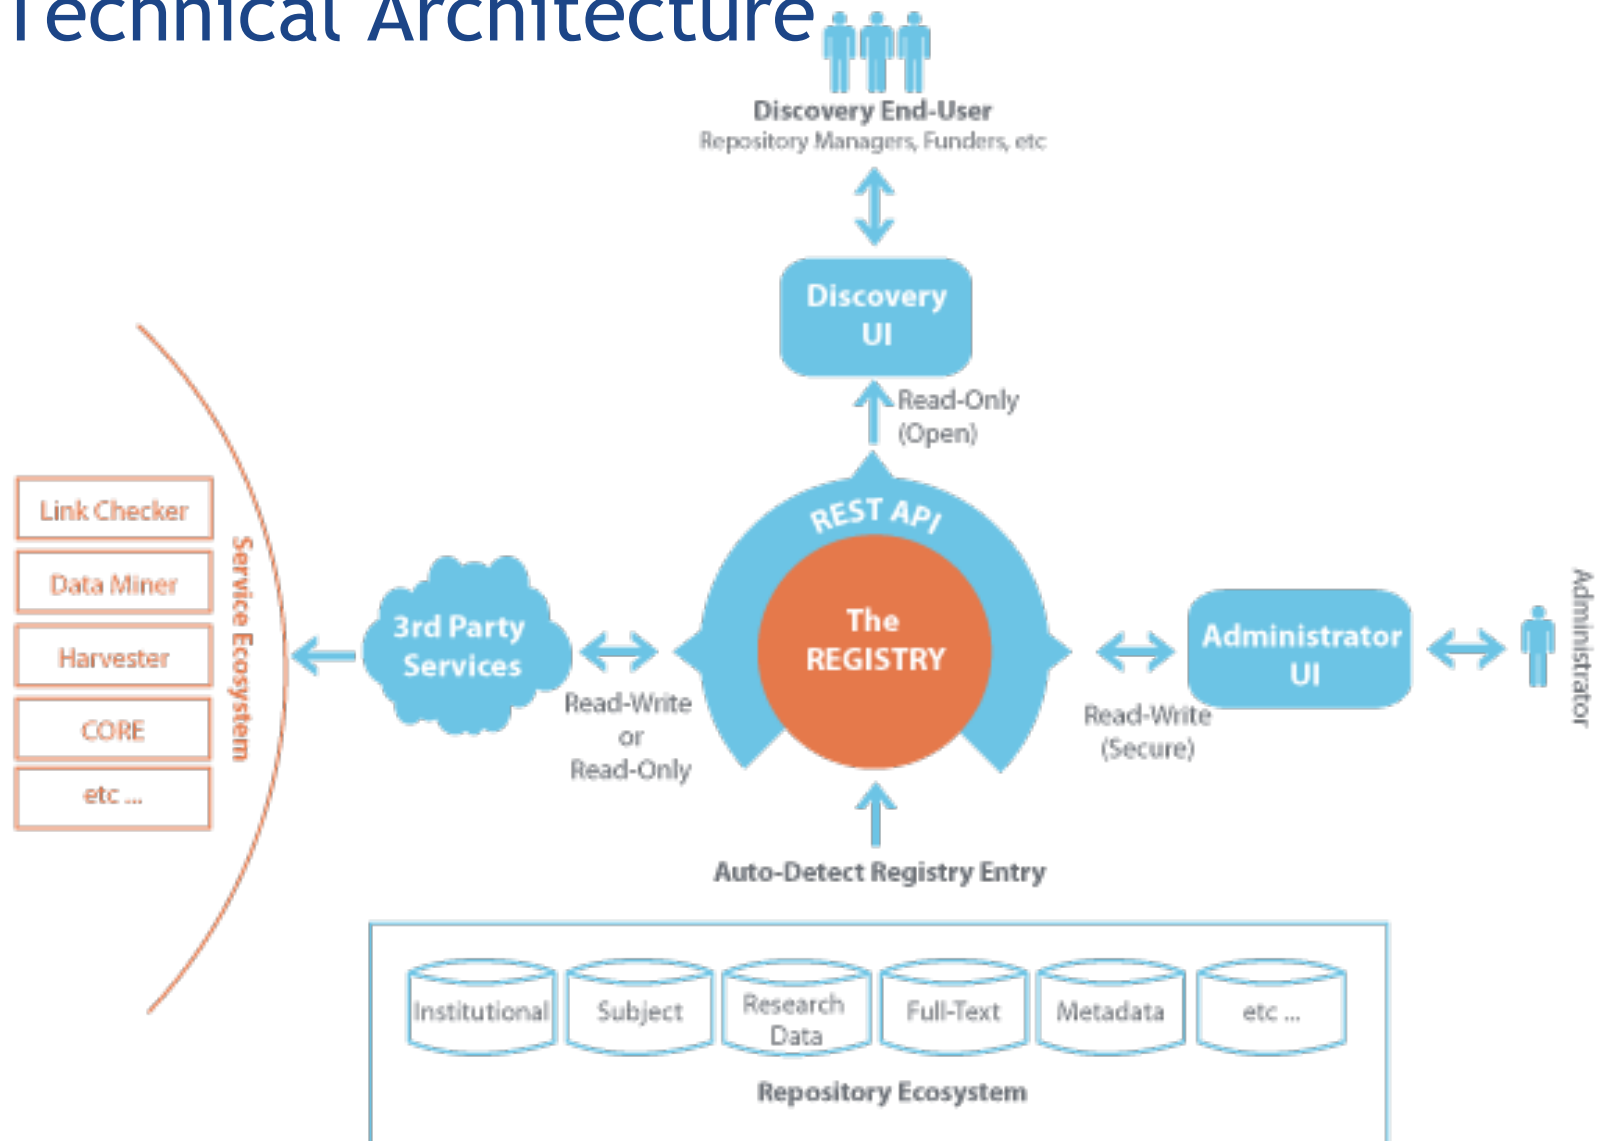 Technical Architecture
Discovery End-User
Repository Managers, Funders, etc
Discovery
UI
Read-Only
(Open)
REST API
The
REGISTRY
3rd Party
Services
Read-Write
or
Read-Only
Service Ecosystem
Link Checker
Data Miner
Harvester
CORE
etc ...
Administrator
UI
Read-Write
(Secure)
Administrator
Auto-Detect Registry Entry
Institutional
Subject
Research
Data
Full-Text
Metadata
etc ...
Repository Ecosystem